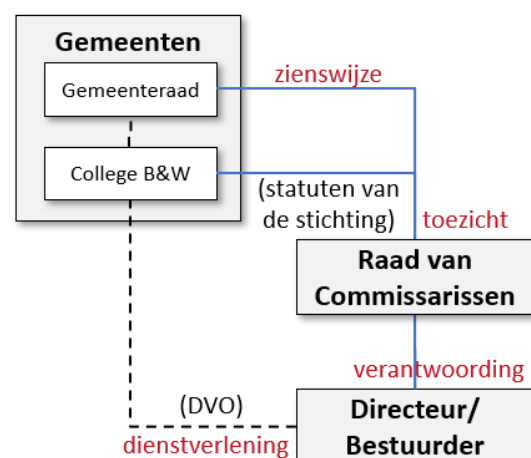 Gemeenten
Gemeenteraad
zienswijze
College B&W
(statuten van
de stichting)
toezicht
Raad van
Commissarissen
verantwoording
(DVO)
dienstverlening
Directeur/
Bestuurder